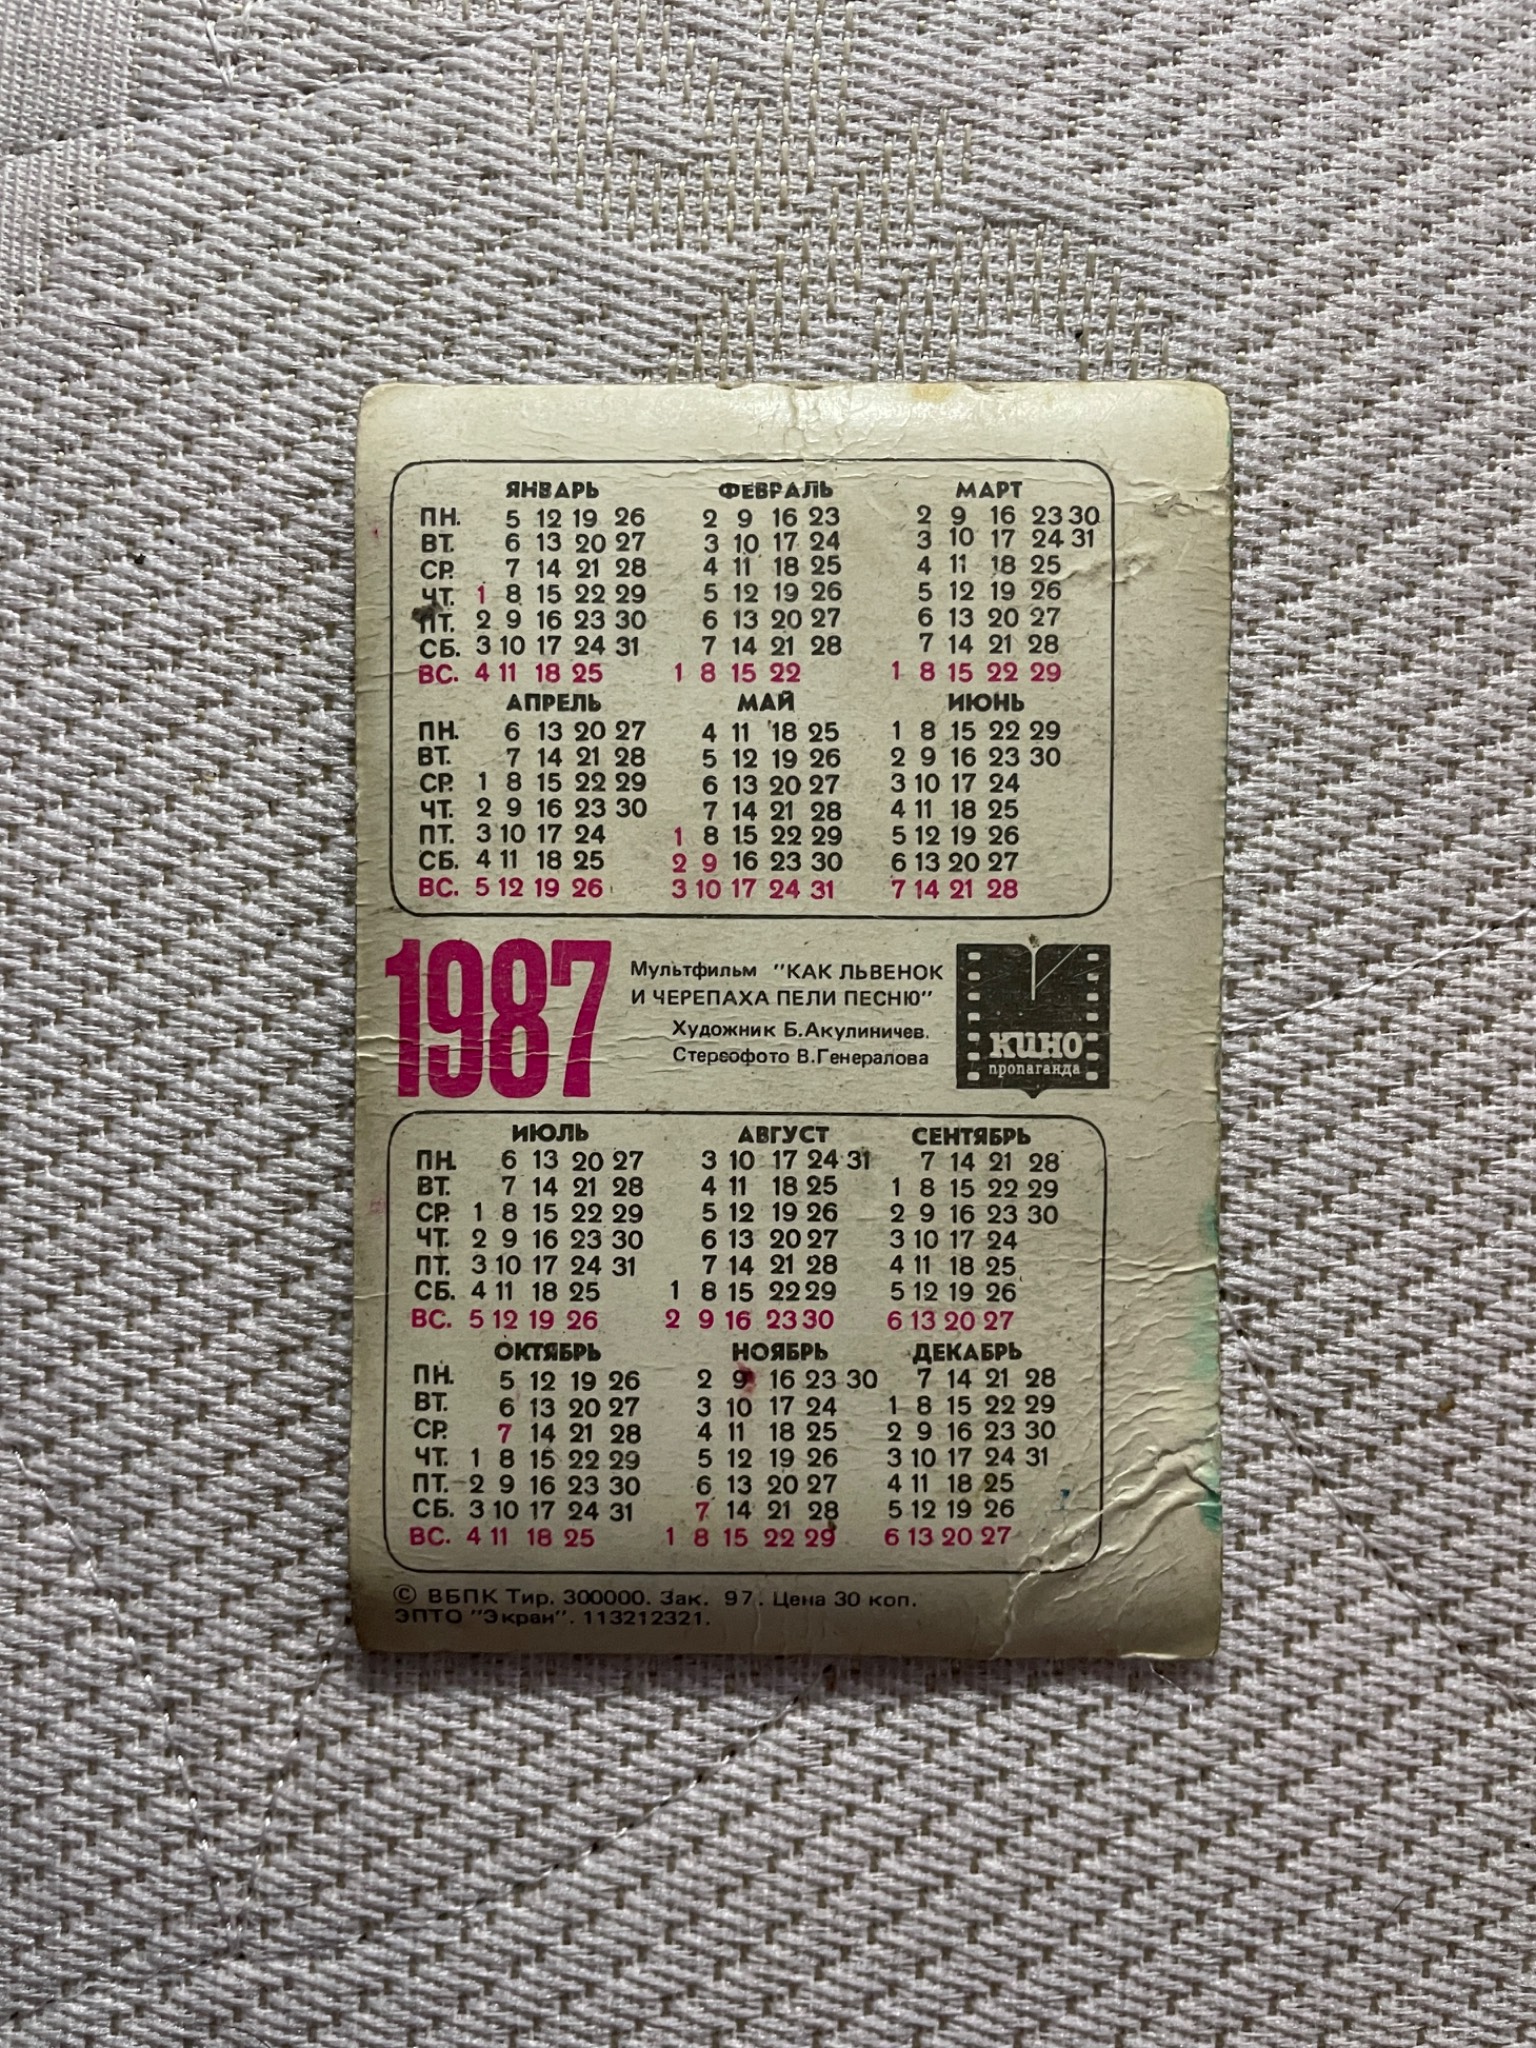 ЯНВАРЬ ФЕВРАЛЬ МАРТ
ПН. 5 12 19 26 2 9 16 23 2 9 16 23 30
ВТ. 6 13 20 27 3 10 17 24 3 10 17 24 31
СР. 7 14 21 28 4 11 18 25 4 11 18 25
ЧТ. 1 8 15 22 29 5 12 19 26 5 12 19 26
ПТ. 2 9 16 23 30 6 13 20 27 6 13 20 27
СБ. 3 10 17 24 31 7 14 21 28 7 14 21 28
ВС. 4 11 18 25 1 8 15 22 1 8 15 22 29
АПРЕЛЬ МАЙ ИЮНЬ
ПН. 6 13 20 27 4 11 18 25 1 8 15 22 29
ВТ. 7 14 21 28 5 12 19 26 2 9 16 23 30
СР. 1 8 15 22 29 6 13 20 27 3 10 17 24
ЧТ. 2 9 16 23 30 7 14 21 28 4 11 18 25
ПТ. 3 10 17 24 1 8 15 22 29 5 12 19 26
СБ. 4 11 18 25 2 9 16 23 30 6 13 20 27
ВС. 5 12 19 26 3 10 17 24 31 7 14 21 28
1987
Мультфильм "КАК ЛЬВЕНОК
И ЧЕРЕПАХА ПЕЛИ ПЕСНЮ"
Художник Б.Акулиничев.
Стереофото В.Генералова
кино
пропаганда
ИЮЛЬ АВГУСТ СЕНТЯБРЬ
ПН. 6 13 20 27 3 10 17 24 31 7 14 21 28
ВТ. 7 14 21 28 4 11 18 25 1 8 15 22 29
СР. 1 8 15 22 29 5 12 19 26 2 9 16 23 30
ЧТ. 2 9 16 23 30 6 13 20 27 3 10 17 24
ПТ. 3 10 17 24 31 7 14 21 28 4 11 18 25
СБ. 4 11 18 25 1 8 15 22 29 5 12 19 26
ВС. 5 12 19 26 2 9 16 23 30 6 13 20 27
ОКТЯБРЬ НОЯБРЬ ДЕКАБРЬ
ПН. 5 12 19 26 2 9 16 23 30 7 14 21 28
ВТ. 6 13 20 27 3 10 17 24 1 8 15 22 29
СР. 7 14 21 28 4 11 18 25 2 9 16 23 30
ЧТ. 1 8 15 22 29 5 12 19 26 3 10 17 24 31
ПТ. 2 9 16 23 30 6 13 20 27 4 11 18 25
СБ. 3 10 17 24 31 7 14 21 28 5 12 19 26
ВС. 4 11 18 25 1 8 15 22 29 6 13 20 27
© ВБПК Тир. 300000. Зак. 97. Цена 30 коп.
ЭПТО "Экран". 113212321.